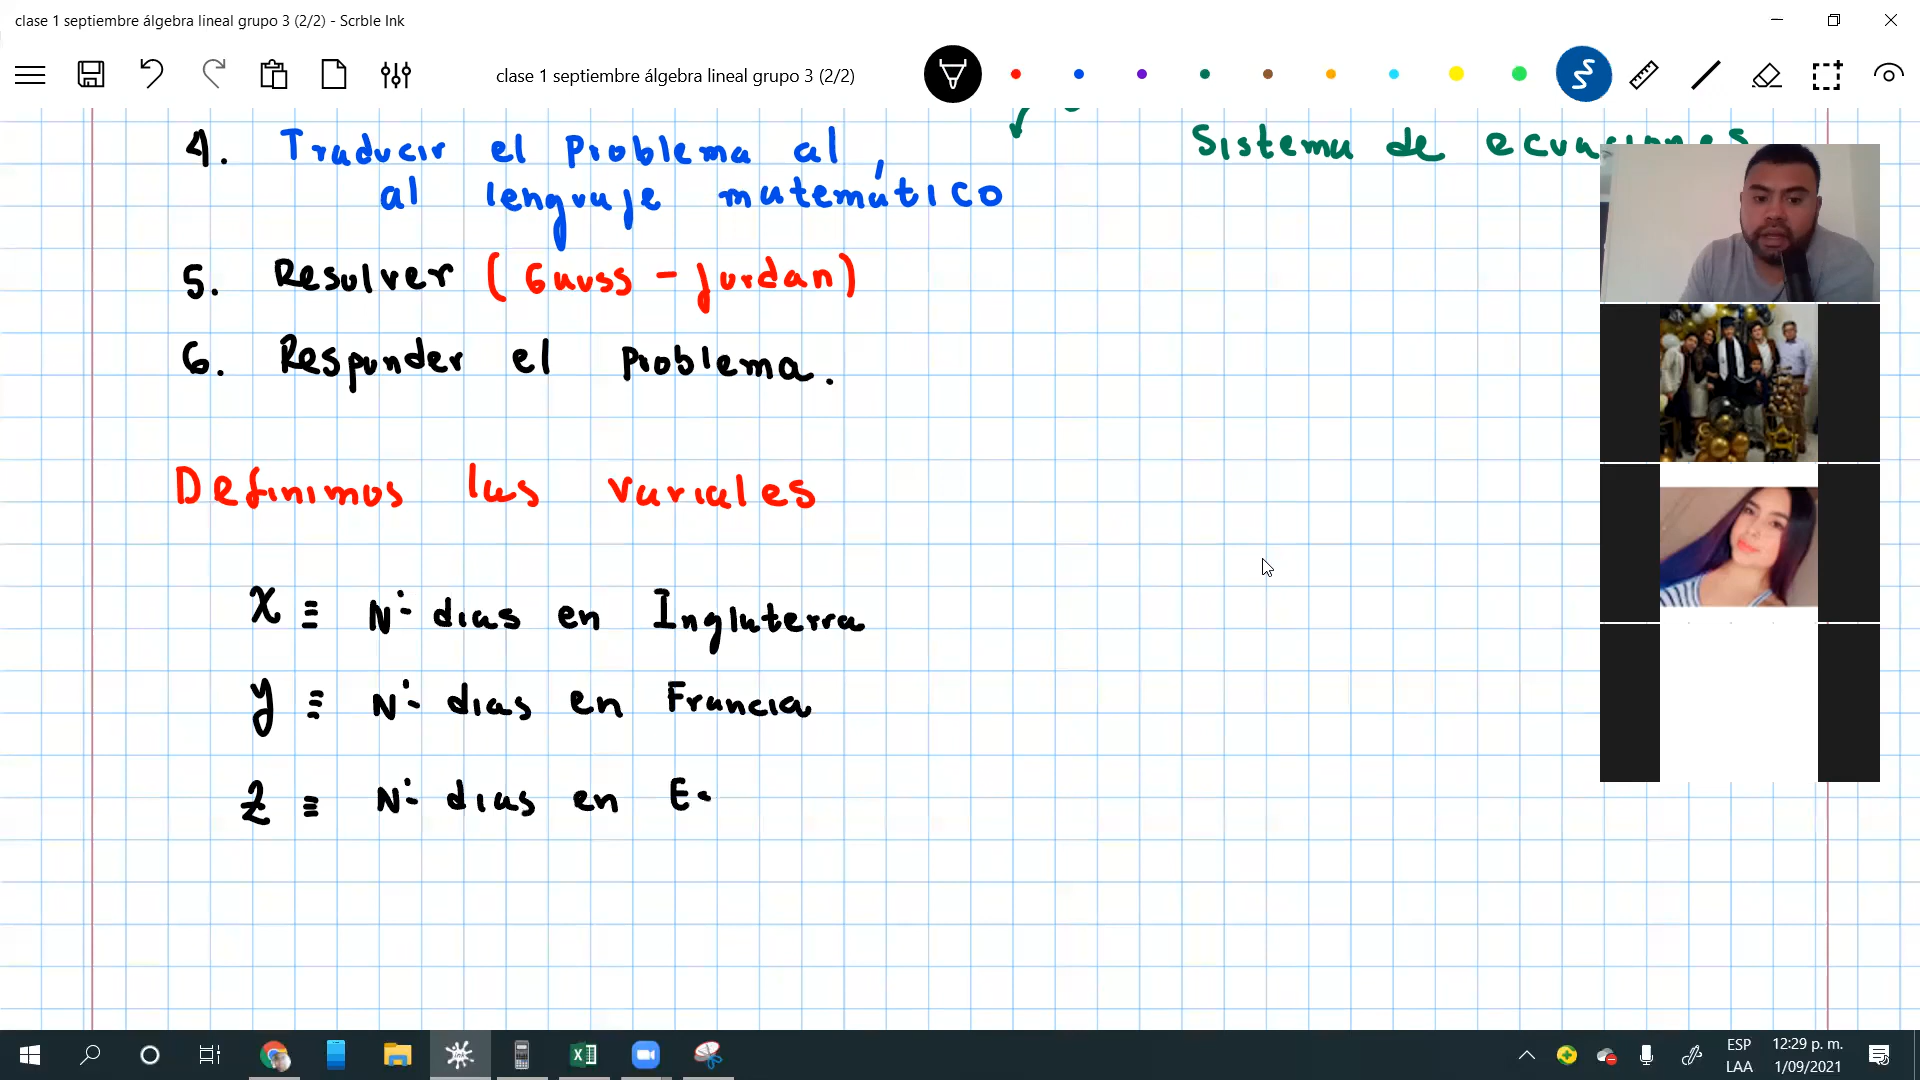 clase 1 septiembre álgebra lineal grupo 3 (2/2) - Scrble Ink
clase 1 septiembre álgebra lineal grupo 3 (2/2)
4. Traducir el Problema al
al lenguaje matemático
Sistema de ecuaciones
5. Resolver (Gauss - Jordan)
6. Responder el problema.
Definimos las variales
X ≡ N° dias en Inglaterra
y ≡ N° dias en Francia
Z ≡ N° dias en E
ESP
LAA
12:29 p. m.
1/09/2021